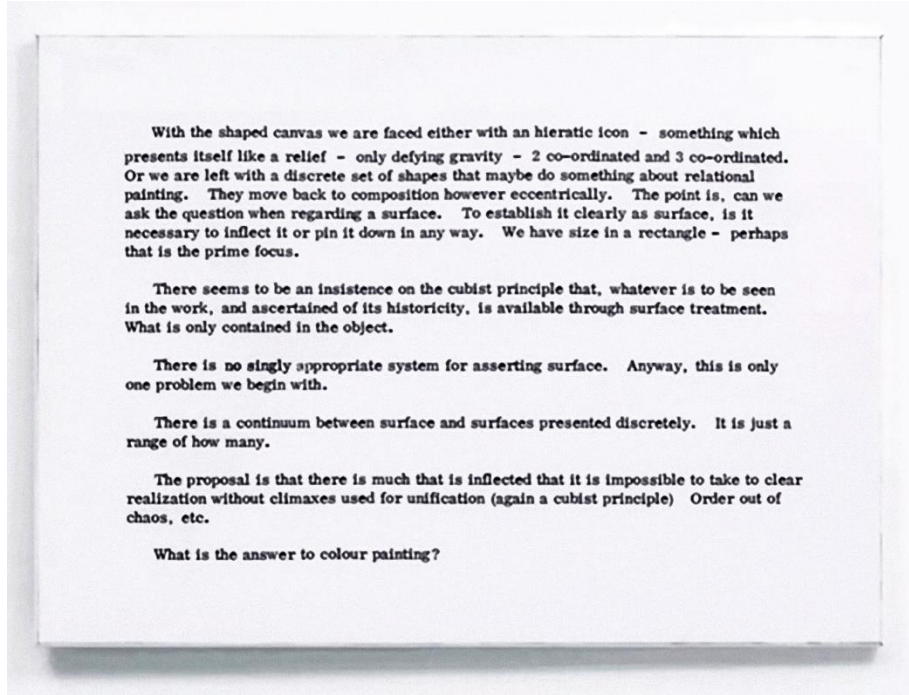 With the shaped canvas we are faced either with an hieratic icon - something which
presents itself like a relief - only defying gravity - 2 co-ordinated and 3 co-ordinated.
Or we are left with a discrete set of shapes that maybe do something about relational
painting. They move back to composition however eccentrically. The point is, can we
ask the question when regarding a surface. To establish it clearly as surface, is it
necessary to inflect it or pin it down in any way. We have size in a rectangle - perhaps
that is the prime focus.
There seems to be an insistence on the cubist principle that, whatever is to be seen
in the work, and ascertained of its historicity, is available through surface treatment.
What is only contained in the object.
There is no singly appropriate system for asserting surface. Anyway, this is only
one problem we begin with.
There is a continuum between surface and surfaces presented discretely. It is just a
range of how many.
The proposal is that there is much that is inflected that it is impossible to take to clear
realization without climaxes used for unification (again a cubist principle) Order out of
chaos, etc.
What is the answer to colour painting?